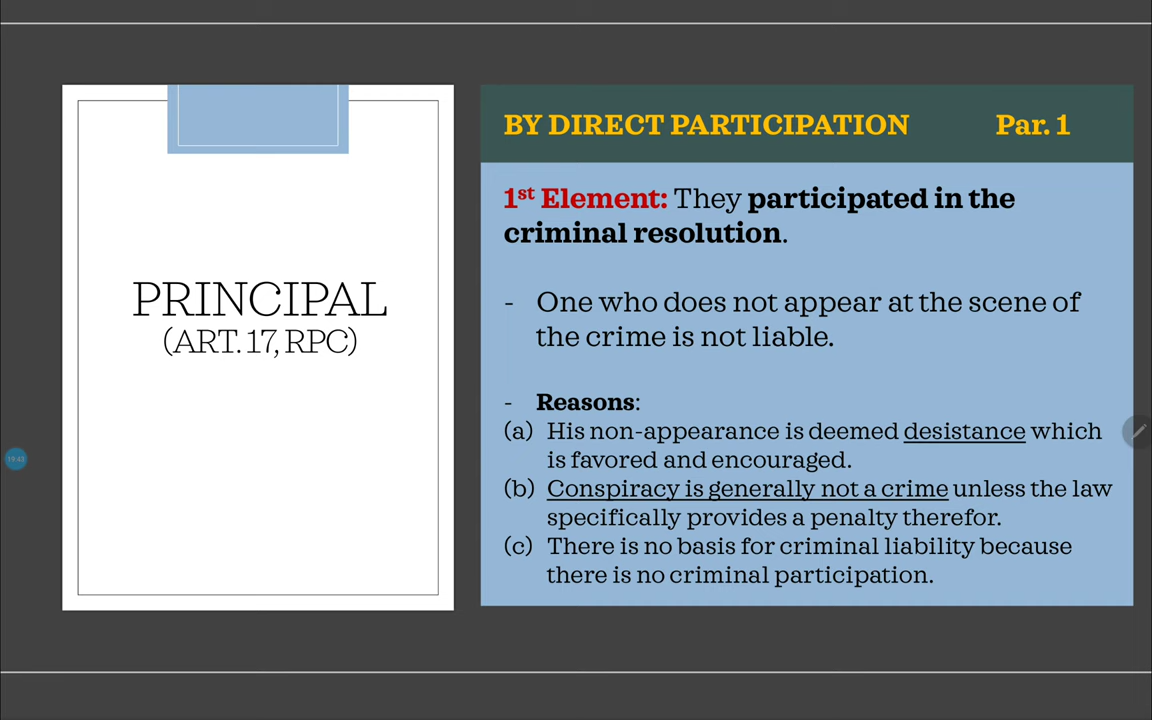 PRINCIPAL
(ART. 17, RPC)
BY DIRECT PARTICIPATION Par. 1
1st Element: They participated in the
criminal resolution.
- One who does not appear at the scene of
the crime is not liable.
- Reasons:
(a) His non-appearance is deemed desistance which
is favored and encouraged.
(b) Conspiracy is generally not a crime unless the law
specifically provides a penalty therefor.
(c) There is no basis for criminal liability because
there is no criminal participation.
19:43